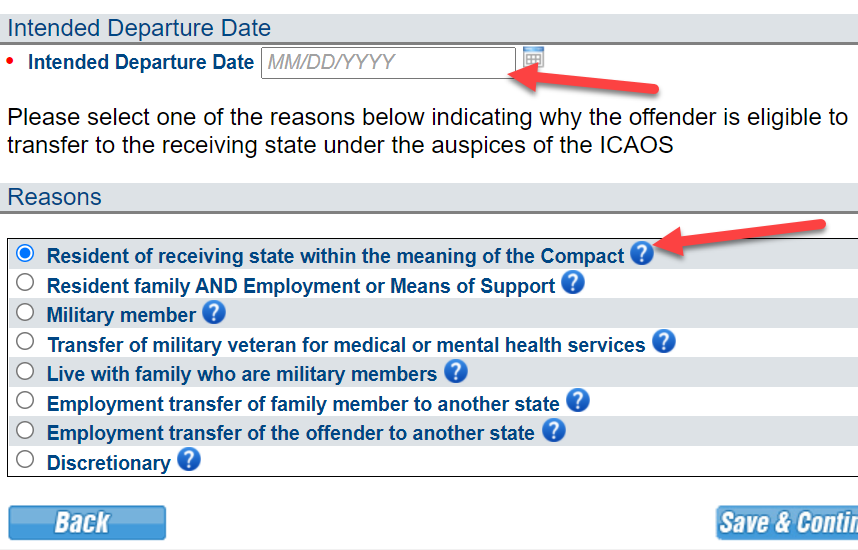 Intended Departure Date
• Intended Departure Date MM/DD/YYYY
Please select one of the reasons below indicating why the offender is eligible to
transfer to the receiving state under the auspices of the ICAOS
Reasons
Resident of receiving state within the meaning of the Compact ?
Resident family AND Employment or Means of Support ?
Military member ?
Transfer of military veteran for medical or mental health services ?
Live with family who are military members ?
Employment transfer of family member to another state ?
Employment transfer of the offender to another state ?
Discretionary ?
Back
Save & Contin